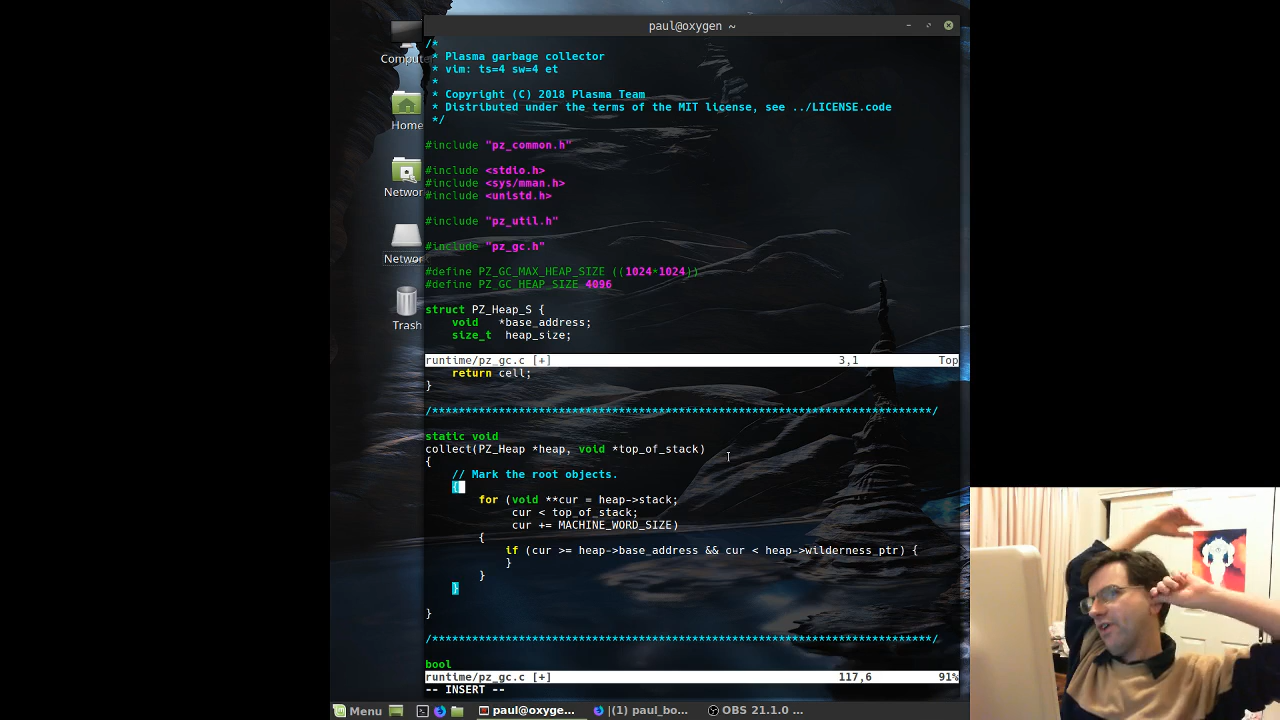 paul@oxygen ~
Comput
Home
Networ
Networ
Trash
/*
 * Plasma garbage collector
 * vim: ts=4 sw=4 et
 *
 * Copyright (C) 2018 Plasma Team
 * Distributed under the terms of the MIT license, see ../LICENSE.code
 */
#include "pz_common.h"
#include <stdio.h>
#include <sys/mman.h>
#include <unistd.h>
#include "pz_util.h"
#include "pz_gc.h"
#define PZ_GC_MAX_HEAP_SIZE ((1024*1024))
#define PZ_GC_HEAP_SIZE 4096
struct PZ_Heap_S {
    void   *base_address;
    size_t  heap_size;
runtime/pz_gc.c [+] 3,1 Top
    return cell;
}
/***************************************************************************/
static void
collect(PZ_Heap *heap, void *top_of_stack)
{
    // Mark the root objects.
    {
        for (void **cur = heap->stack;
             cur < top_of_stack;
             cur += MACHINE_WORD_SIZE)
        {
            if (cur >= heap->base_address && cur < heap->wilderness_ptr) {
            }
        }
    }
}
/***************************************************************************/
bool
runtime/pz_gc.c [+] 117,6 91%
-- INSERT --
Menu paul@oxyge... |(1) paul_bo... OBS 21.1.0 ...